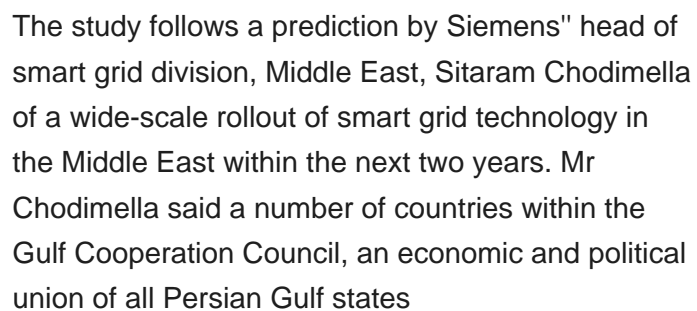 The study follows a prediction by Siemens" head of
smart grid division, Middle East, Sitaram Chodimella
of a wide-scale rollout of smart grid technology in
the Middle East within the next two years. Mr
Chodimella said a number of countries within the
Gulf Cooperation Council, an economic and political
union of all Persian Gulf states